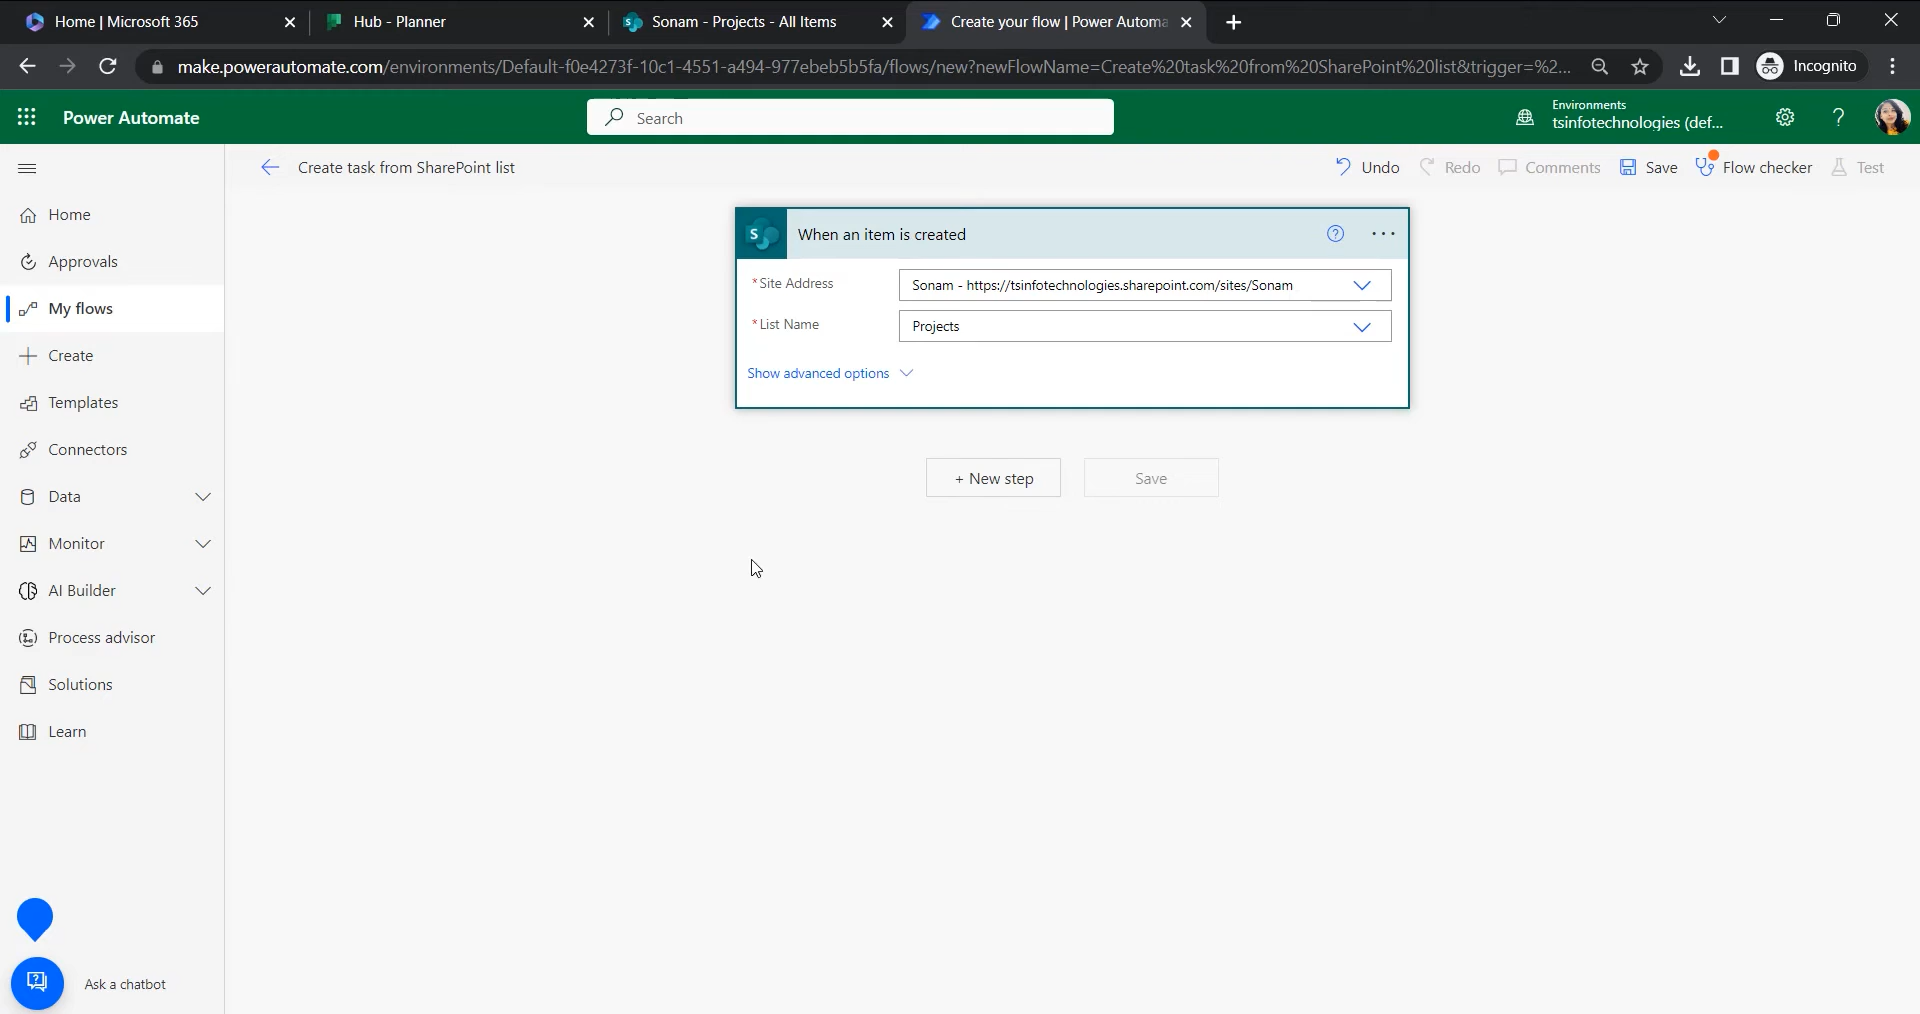 Home | Microsoft 365
Hub - Planner
Sonam - Projects - All Items
Create your flow | Power Automa
make.powerautomate.com/environments/Default-f0e4273f-10c1-4551-a494-977ebeb5b5fa/flows/new?newFlowName=Create%20task%20from%20SharePoint%20list&trigger=%2...
Incognito
Power Automate
Search
Environments
tsinfotechnologies (def...
Create task from SharePoint list
Undo
Redo
Comments
Save
Flow checker
Test
Home
Approvals
My flows
Create
Templates
Connectors
Data
Monitor
AI Builder
Process advisor
Solutions
Learn
Ask a chatbot
S When an item is created
*Site Address
Sonam - https://tsinfotechnologies.sharepoint.com/sites/Sonam
*List Name
Projects
Show advanced options
+ New step
Save